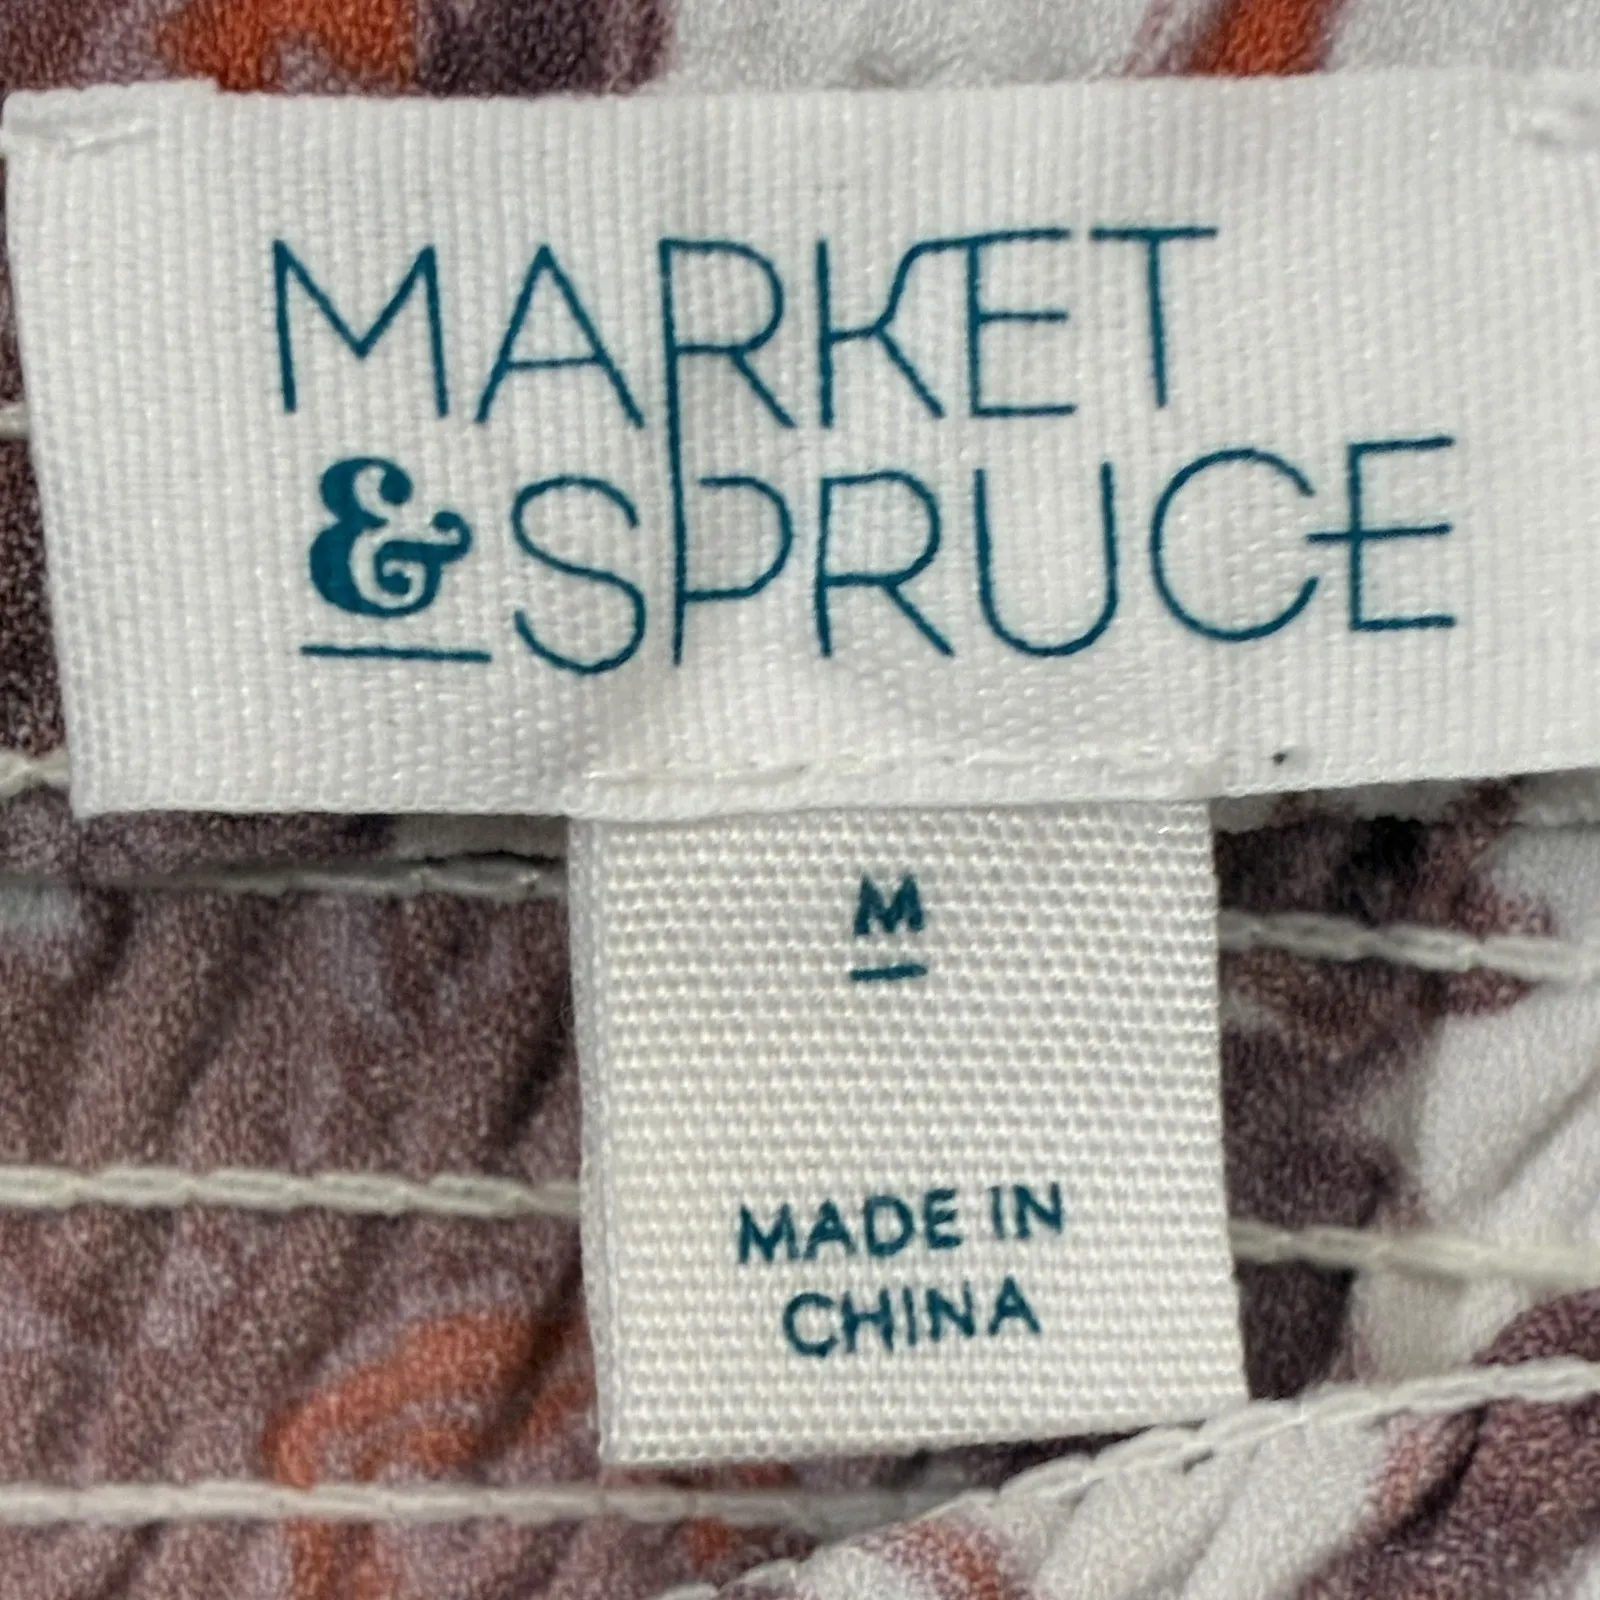 MARKET
& SPRUCE
M
MADE IN
CHINA